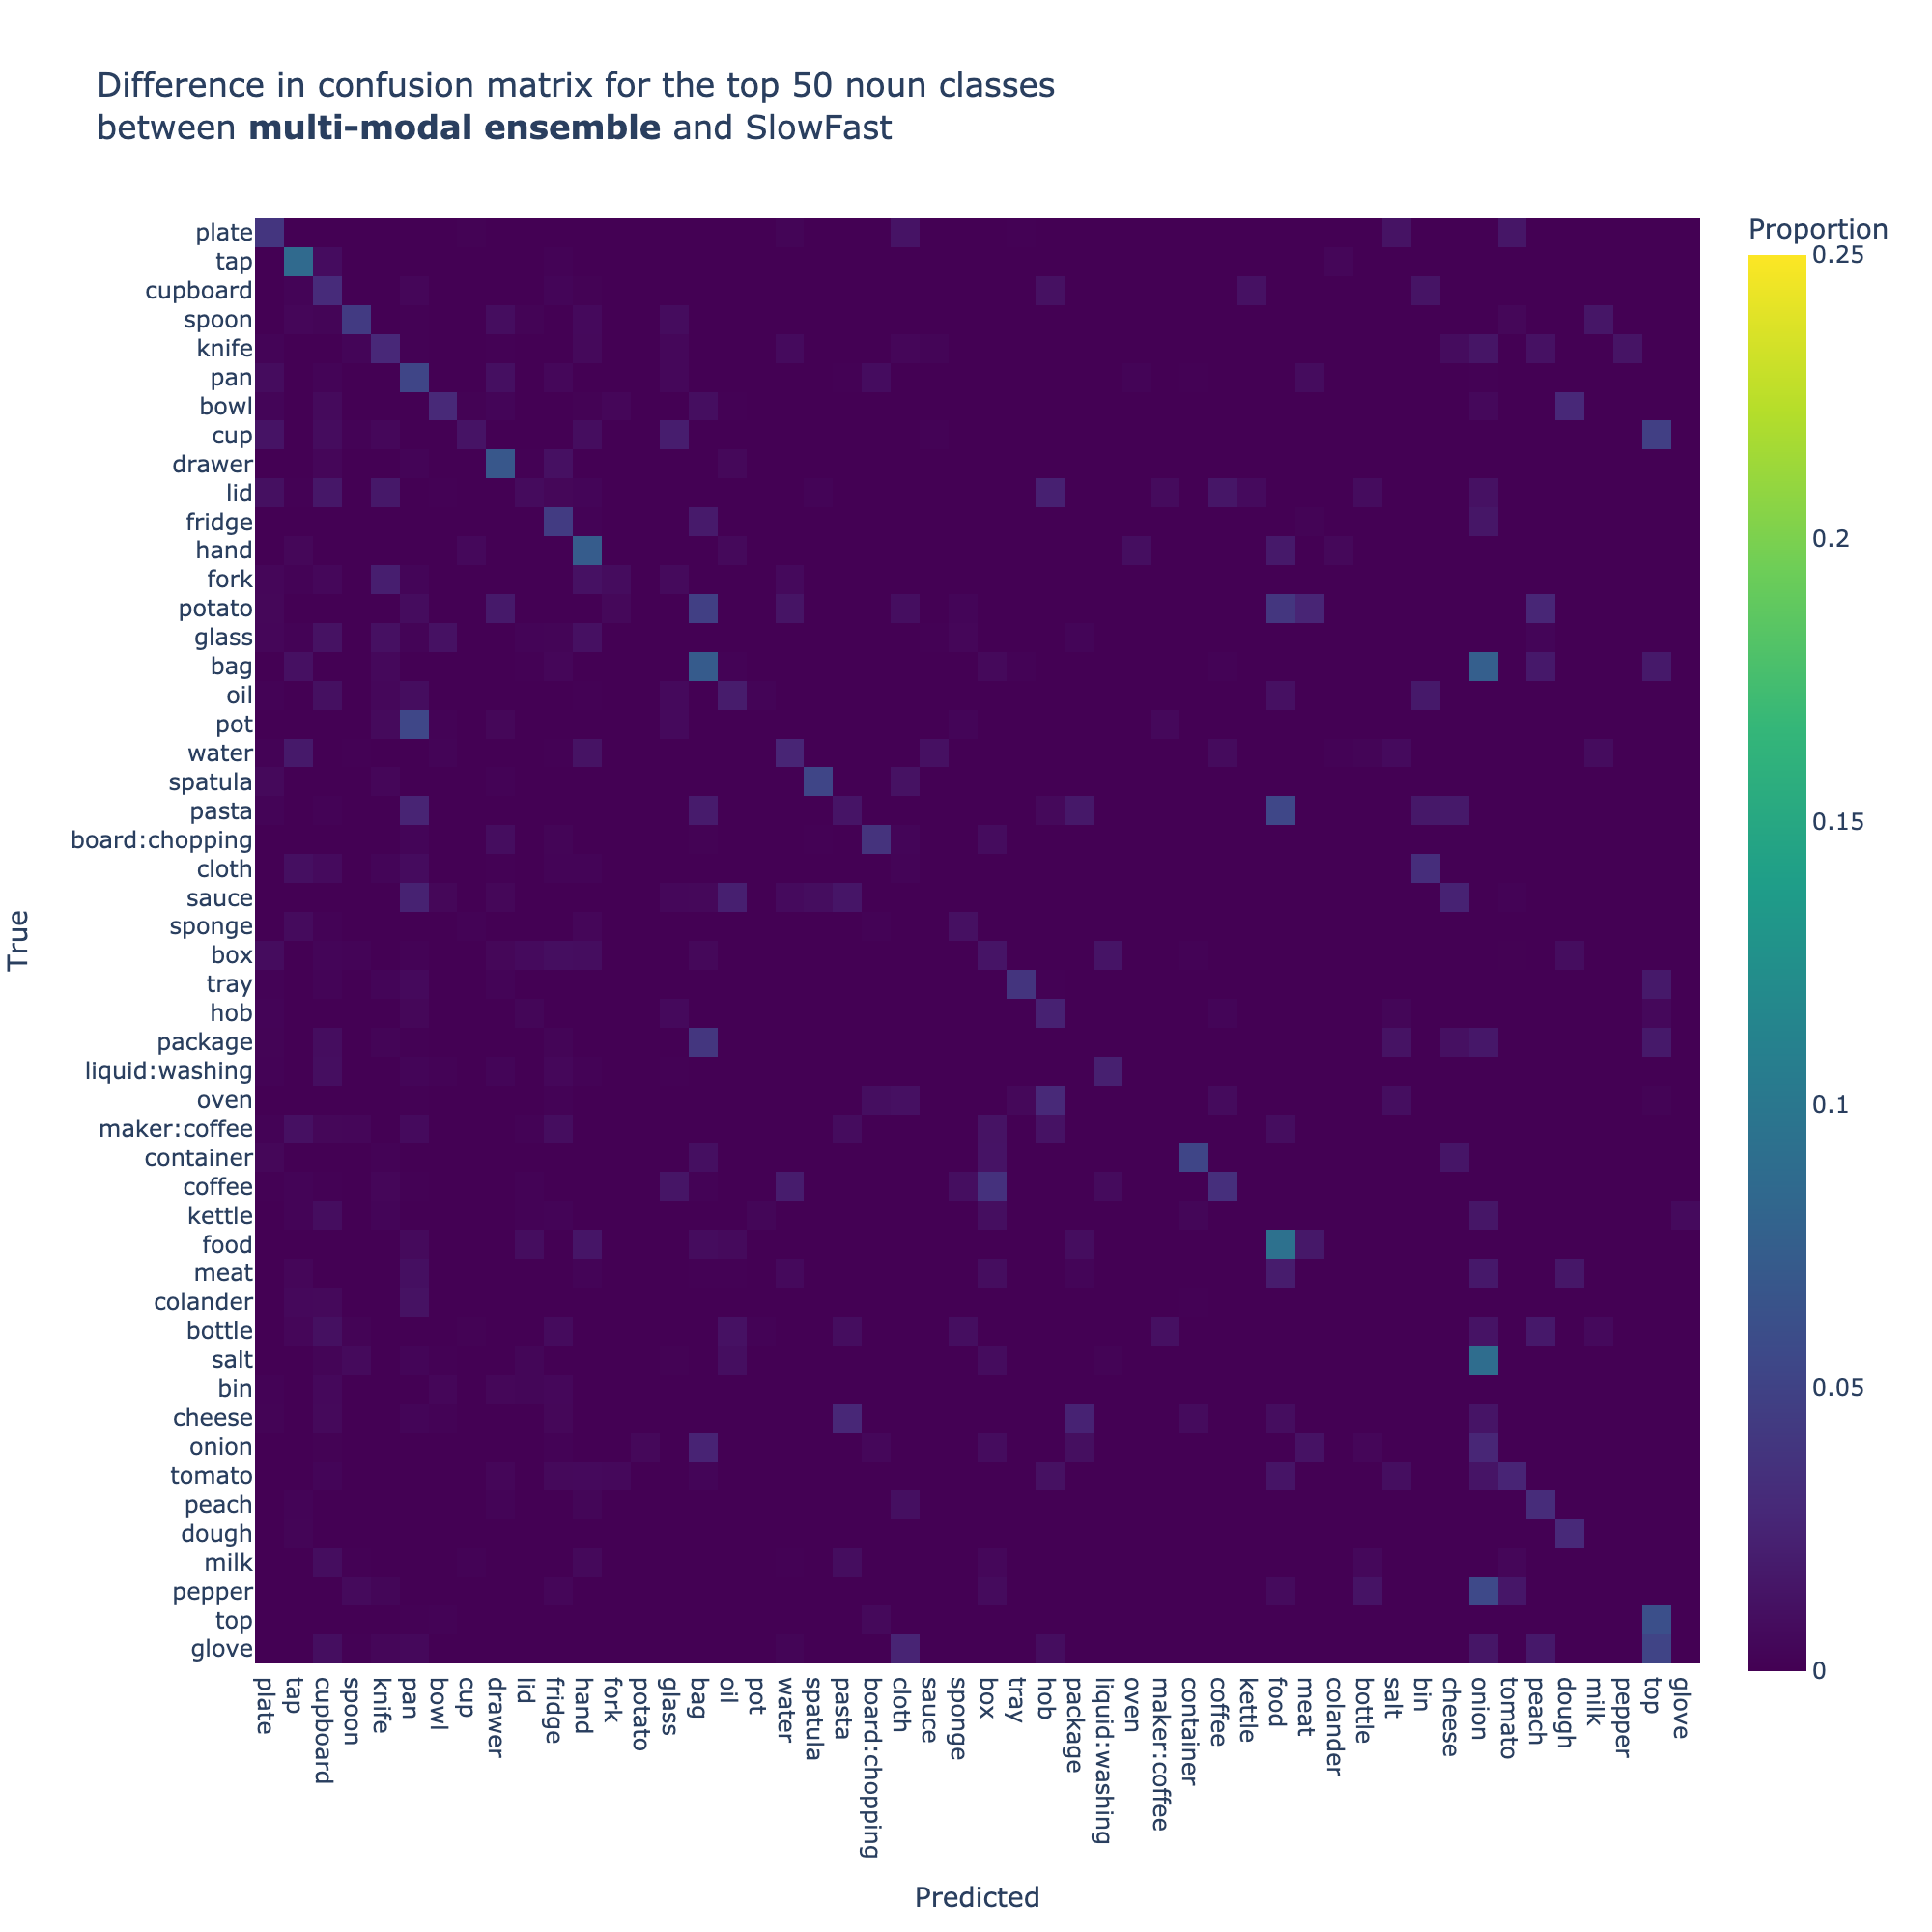 Difference in confusion matrix for the top 50 noun classes
between multi-modal ensemble and SlowFast
Proportion
0.25
0.2
0.15
0.1
0.05
0
True
plate
tap
cupboard
spoon
knife
pan
bowl
cup
drawer
lid
fridge
hand
fork
potato
glass
bag
oil
pot
water
spatula
pasta
board:chopping
cloth
sauce
sponge
box
tray
hob
package
liquid:washing
oven
maker:coffee
container
coffee
kettle
food
meat
colander
bottle
salt
bin
cheese
onion
tomato
peach
dough
milk
pepper
top
glove
plate
tap
cupboard
spoon
knife
pan
bowl
cup
drawer
lid
fridge
hand
fork
potato
glass
bag
oil
pot
water
spatula
pasta
board:chopping
cloth
sauce
sponge
box
tray
hob
package
liquid:washing
oven
maker:coffee
container
coffee
kettle
food
meat
colander
bottle
salt
bin
cheese
onion
tomato
peach
dough
milk
pepper
top
glove
Predicted